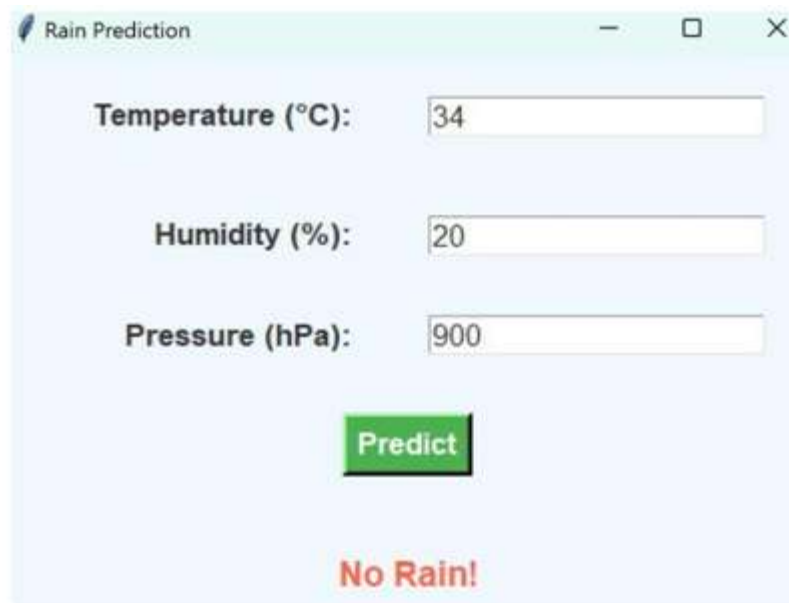 Rain Prediction
Temperature (°C): 34
Humidity (%): 20
Pressure (hPa): 900
Predict
No Rain!